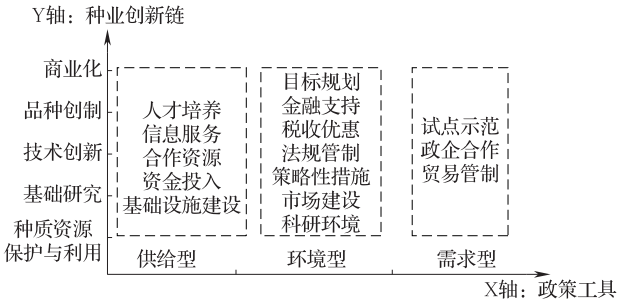 Y轴：种业创新链
商业化
品种创制
技术创新
基础研究
种质资源
保护与利用
人才培养
信息服务
合作资源
资金投入
基础设施建设
目标规划
金融支持
税收优惠
法规管制
策略性措施
市场建设
科研环境
试点示范
政企合作
贸易管制
供给型
环境型
需求型
X轴：政策工具